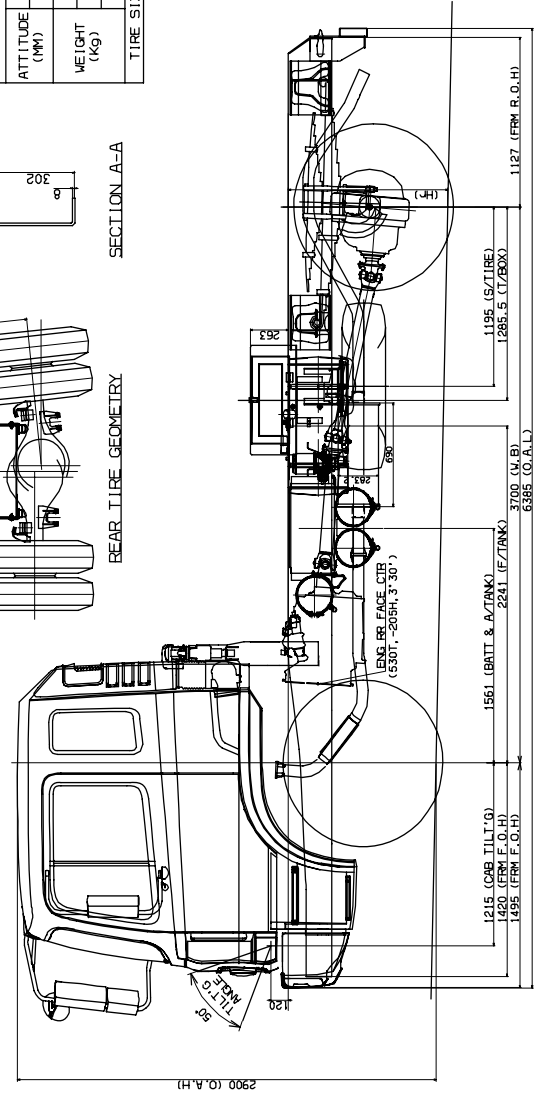 ATTITUDE
(MM)
WEIGHT
(Kg)
302
8
TIRE SI
SECTION A-A
REAR TIRE GEOMETRY
263
(Hc)
690
283.2
ENG RR FACE CTR
(530T,-205H,3°30')
TILT'G
ANGLE
50°
120
2900 (O.A.H)
1215 (CAB TILT'G)
1561 (BATT & A/TANK)
1195 (S/TIRE)
1420 (FRM F.O.H)
2241 (F/TANK)
1285.5 (T/BOX)
1127 (FRM R.O.H)
1495 (FRM F.O.H)
3700 (W.B)
6385 (O.A.L)